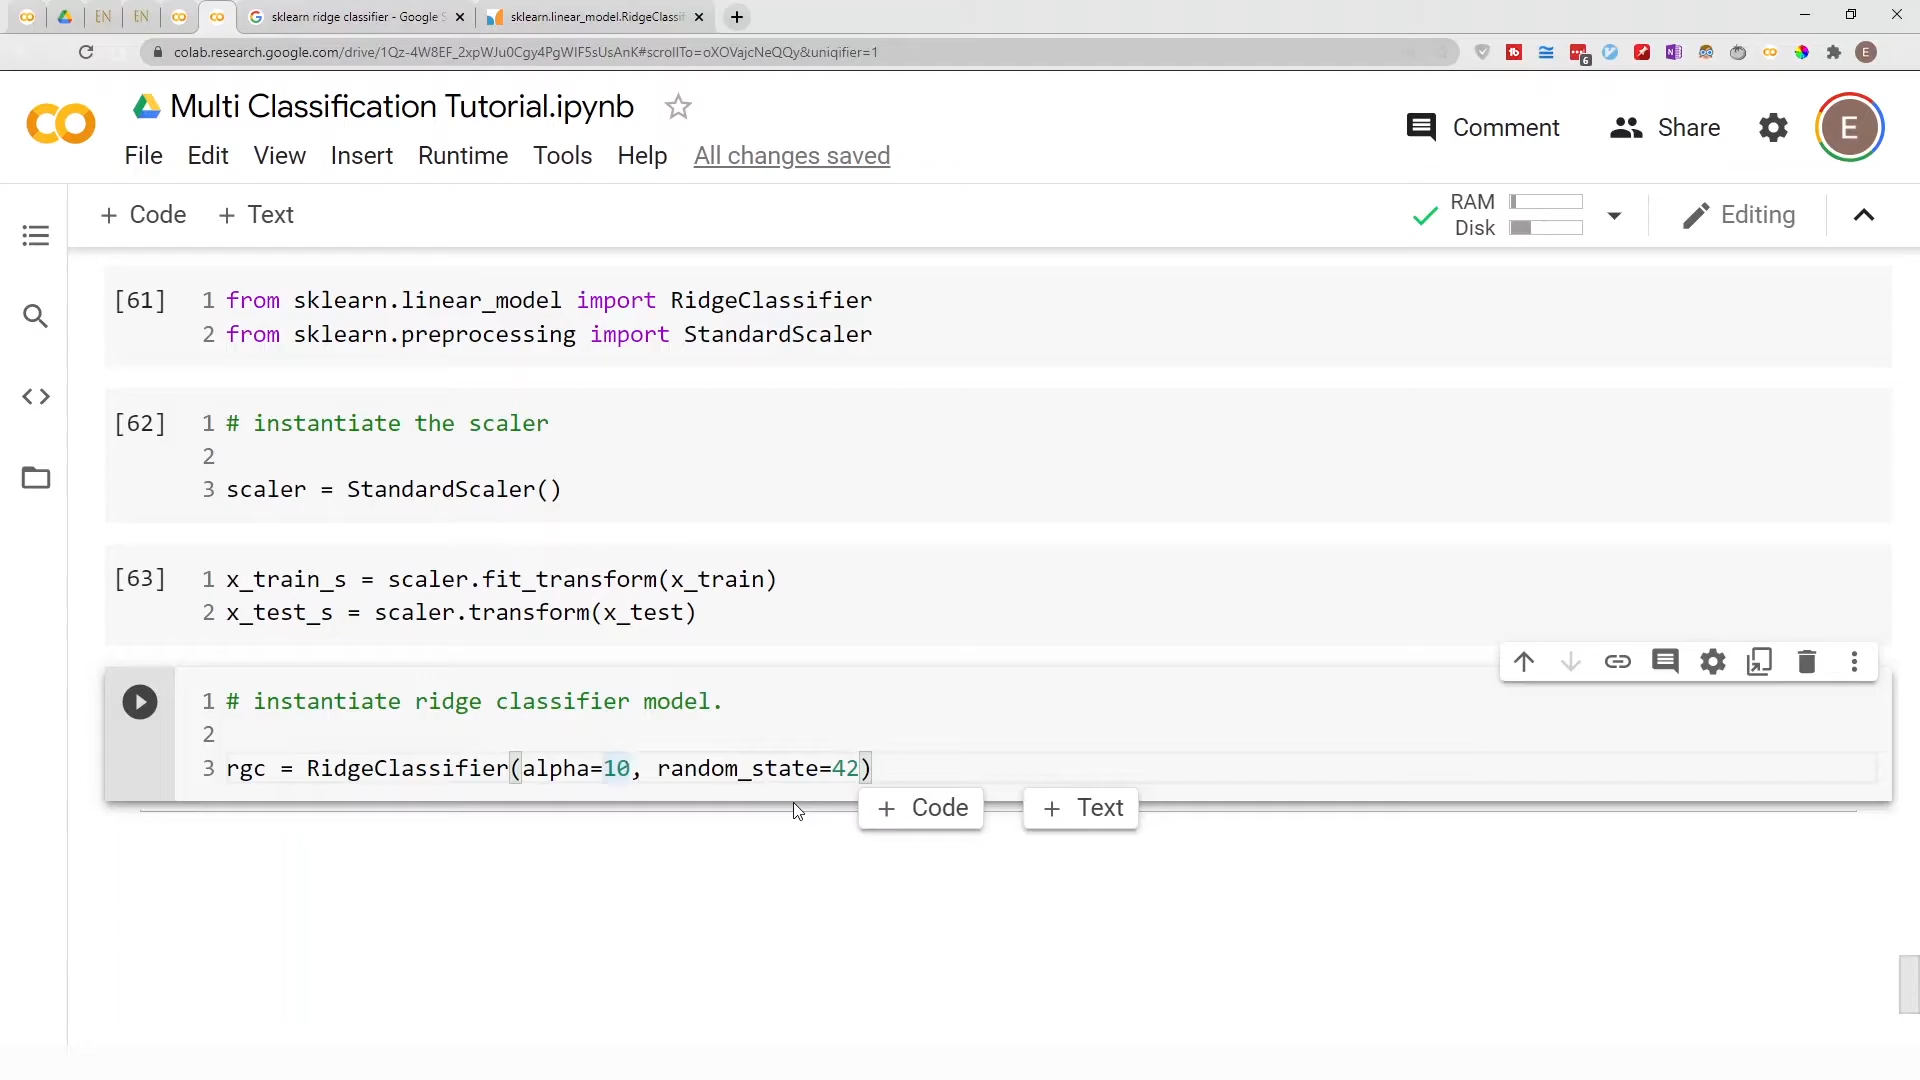 EN
EN
sklearn ridge classifier - Google S
sklearn.linear_model.RidgeClassif
colab.research.google.com/drive/1Qz-4W8EF_2xpWJu0Cgy4PgWIF5sUsAnK#scrollTo=oXOVajcNeQQy&uniqifier=1
6
E
Multi Classification Tutorial.ipynb
Comment
Share
E
File Edit View Insert Runtime Tools Help All changes saved
+ Code + Text
RAM
Disk
Editing
[61]
1 from sklearn.linear_model import RidgeClassifier
2 from sklearn.preprocessing import StandardScaler
[62]
1 # instantiate the scaler
2
3 scaler = StandardScaler()
[63]
1 x_train_s = scaler.fit_transform(x_train)
2 x_test_s = scaler.transform(x_test)
1 # instantiate ridge classifier model.
2
3 rgc = RidgeClassifier(alpha=10, random_state=42)
+ Code + Text